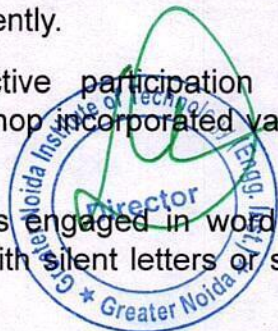 ently.
ctive participation
hop incorporated va
s engaged in word
ith silent letters or s
Greater Noida Institute of Technology (Engg. Inst.)
Director
★ Greater Noida ★